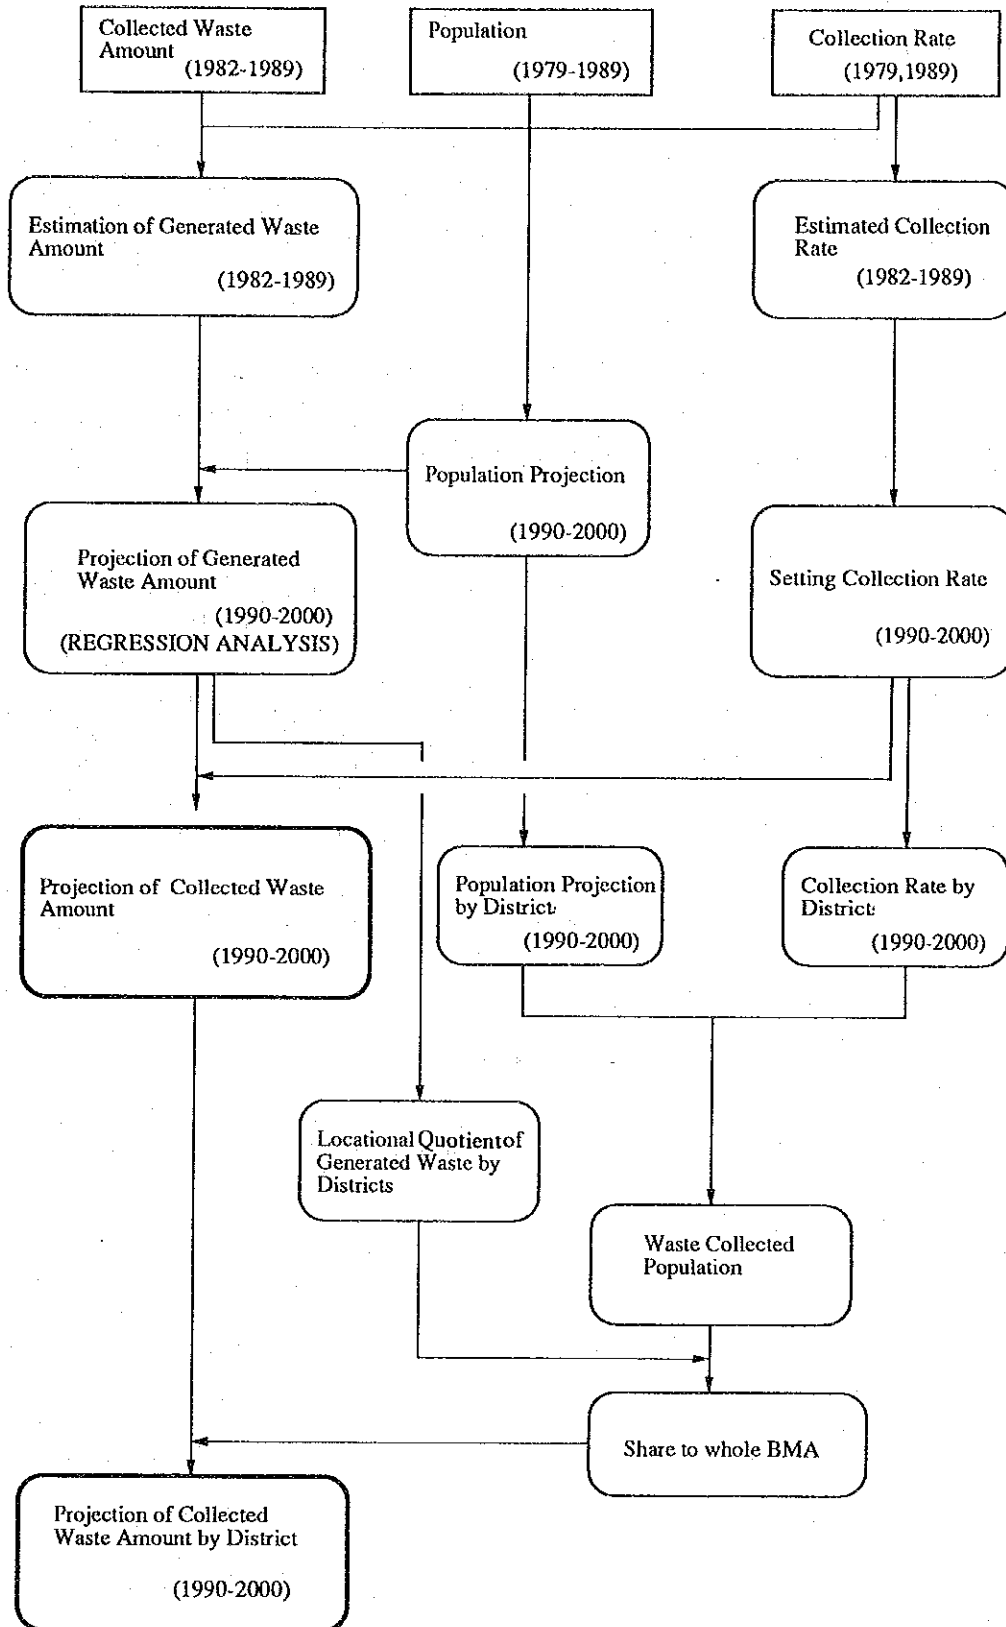 Collected Waste
Amount
(1982-1989)
Population
(1979-1989)
Collection Rate
(1979,1989)
Estimation of Generated Waste
Amount
(1982-1989)
Estimated Collection
Rate
(1982-1989)
Population Projection
(1990-2000)
Projection of Generated
Waste Amount
(1990-2000)
(REGRESSION ANALYSIS)
Setting Collection Rate
(1990-2000)
Projection of Collected Waste
Amount
(1990-2000)
Population Projection
by District
(1990-2000)
Collection Rate by
District
(1990-2000)
Locational Quotient of
Generated Waste by
Districts
Waste Collected
Population
Share to whole BMA
Projection of Collected
Waste Amount by District
(1990-2000)